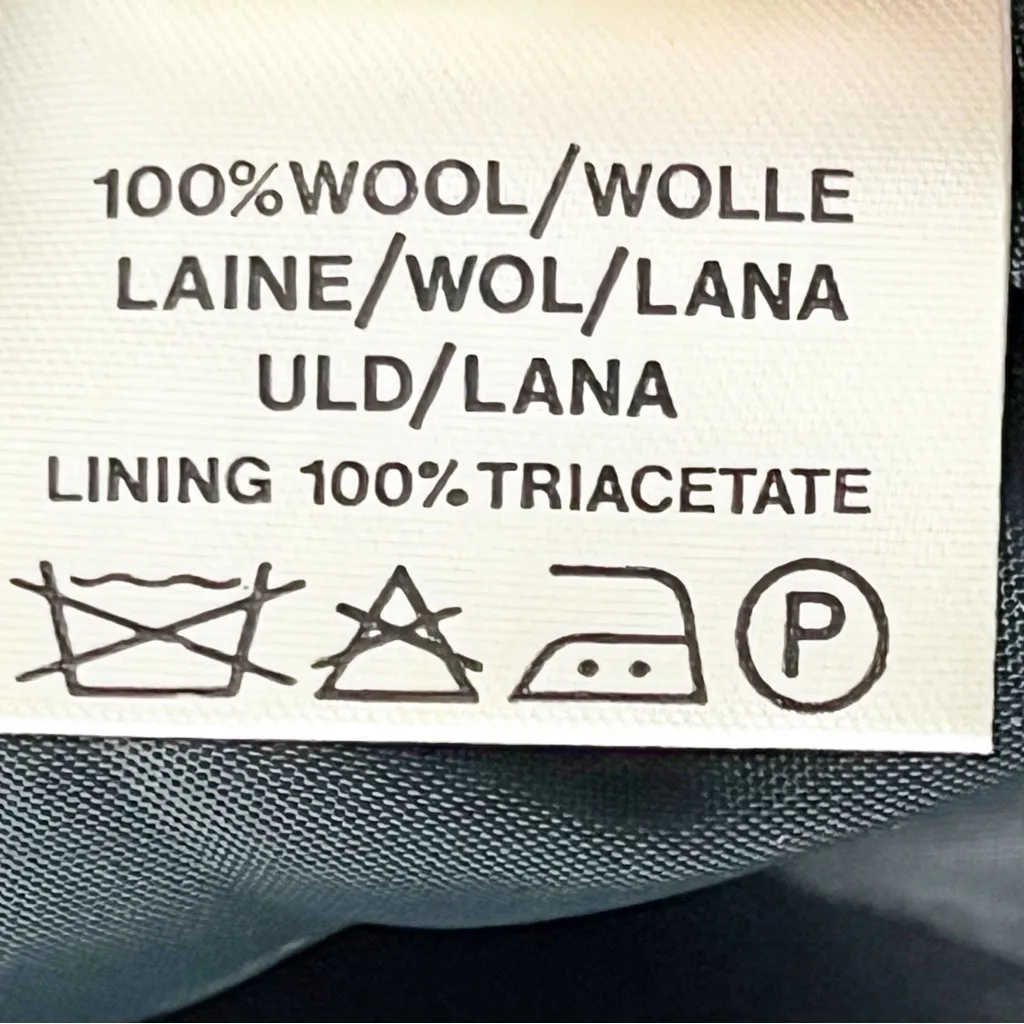 100%WOOL/WOLLE
LAINE/WOL/LANA
ULD/LANA
LINING 100%TRIACETATE
P